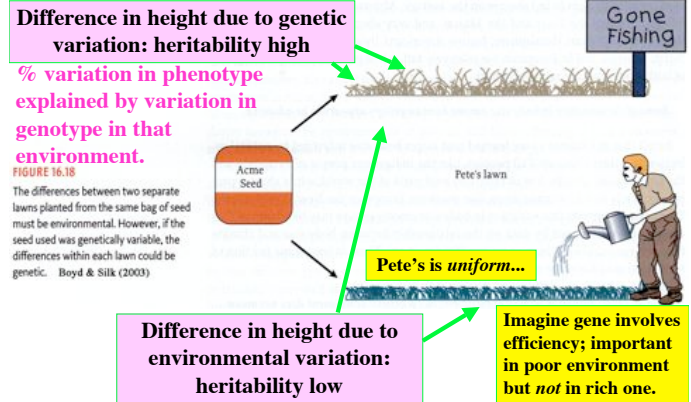 Difference in height due to genetic
variation: heritability high
% variation in phenotype
explained by variation in
genotype in that
environment.
FIGURE 16.18
The differences between two separate
lawns planted from the same bag of seed
must be environmental. However, if the
seed used was genetically variable, the
differences within each lawn could be
genetic. Boyd & Silk (2003)
Acme
Seed
Gone
Fishing
Pete's lawn
Pete's is uniform...
Difference in height due to
environmental variation:
heritability low
Imagine gene involves
efficiency; important
in poor environment
but not in rich one.